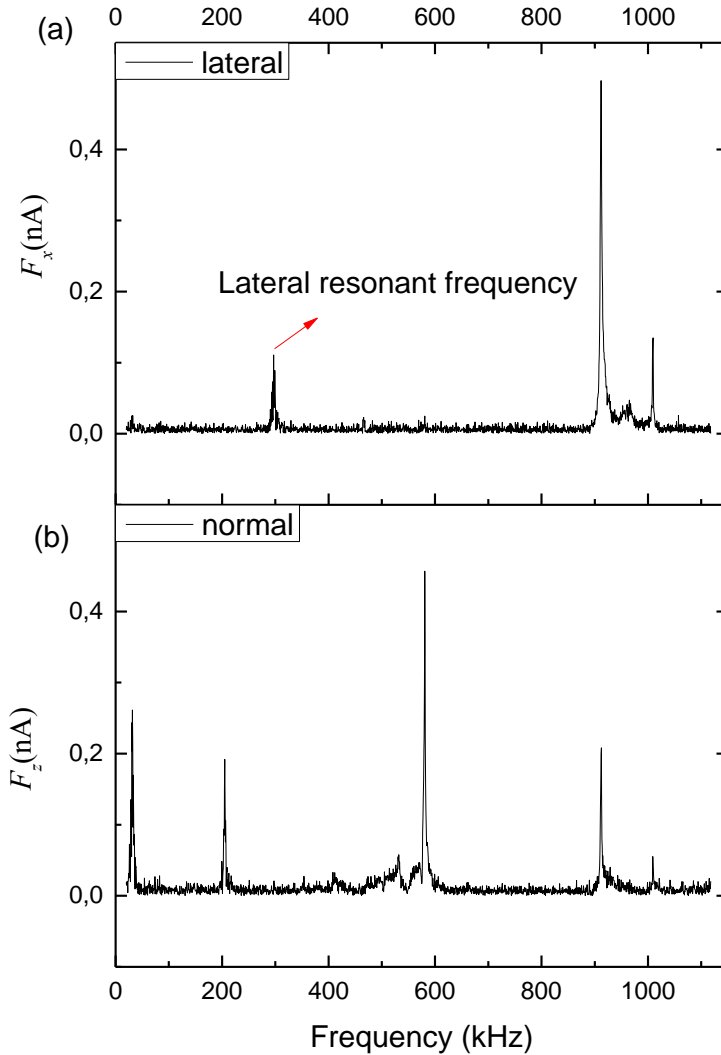 0 200 400 600 800 1000
(a)
lateral
0,4
0,2
0,0
F_x(nA)
Lateral resonant frequency
(b)
normal
0,4
0,2
0,0
F_z(nA)
0 200 400 600 800 1000
Frequency (kHz)